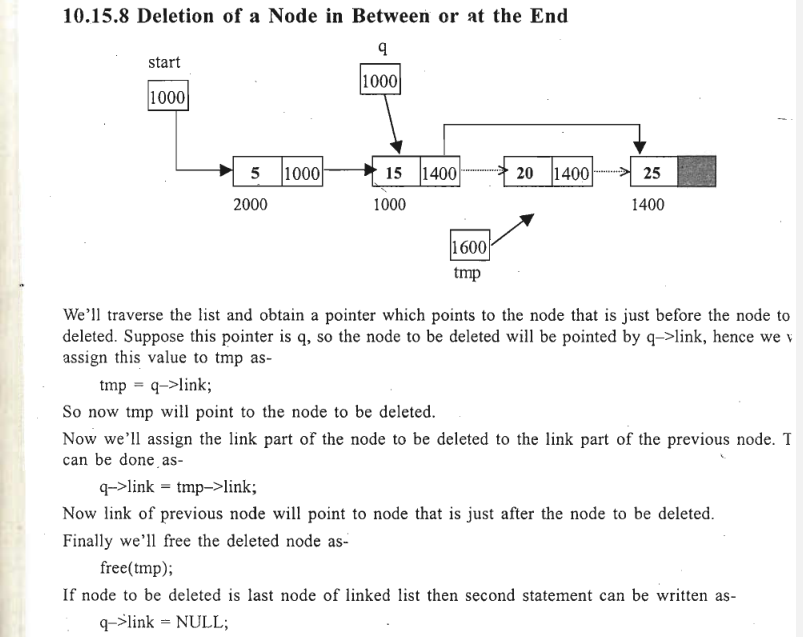 10.15.8 Deletion of a Node in Between or at the End
q
start
1000
1000
5 1000 15 1400 20 1400 25
2000 1000 1400
1600
tmp
We'll traverse the list and obtain a pointer which points to the node that is just before the node to
deleted. Suppose this pointer is q, so the node to be deleted will be pointed by q–>link, hence we
assign this value to tmp as-
tmp = q–>link;
So now tmp will point to the node to be deleted.
Now we'll assign the link part of the node to be deleted to the link part of the previous node.
can be done as-
q–>link = tmp–>link;
Now link of previous node will point to node that is just after the node to be deleted.
Finally we'll free the deleted node as-
free(tmp);
If node to be deleted is last node of linked list then second statement can be written as-
q–>link = NULL;